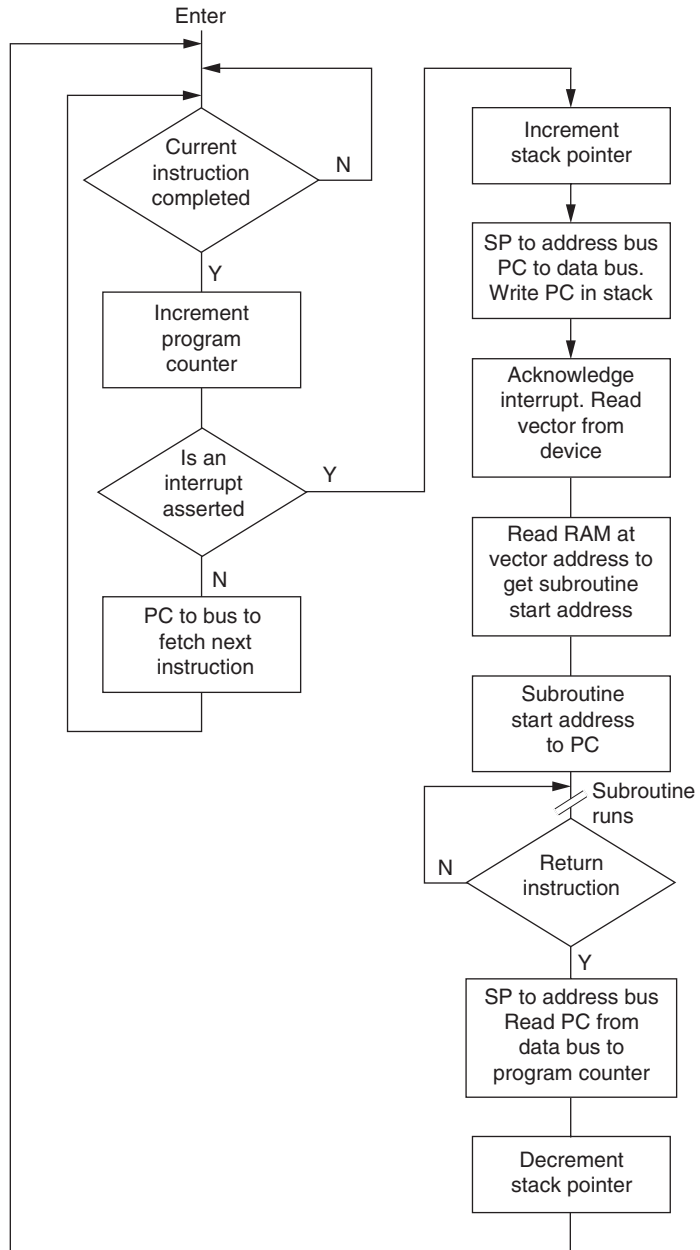 Enter
Current
instruction
completed
N
Y
Increment
program
counter
Is an
interrupt
asserted
Y
N
PC to bus to
fetch next
instruction
Increment
stack pointer
SP to address bus
PC to data bus.
Write PC in stack
Acknowledge
interrupt. Read
vector from
device
Read RAM at
vector address to
get subroutine
start address
Subroutine
start address
to PC
Subroutine
runs
Return
instruction
N
Y
SP to address bus
Read PC from
data bus to
program counter
Decrement
stack pointer